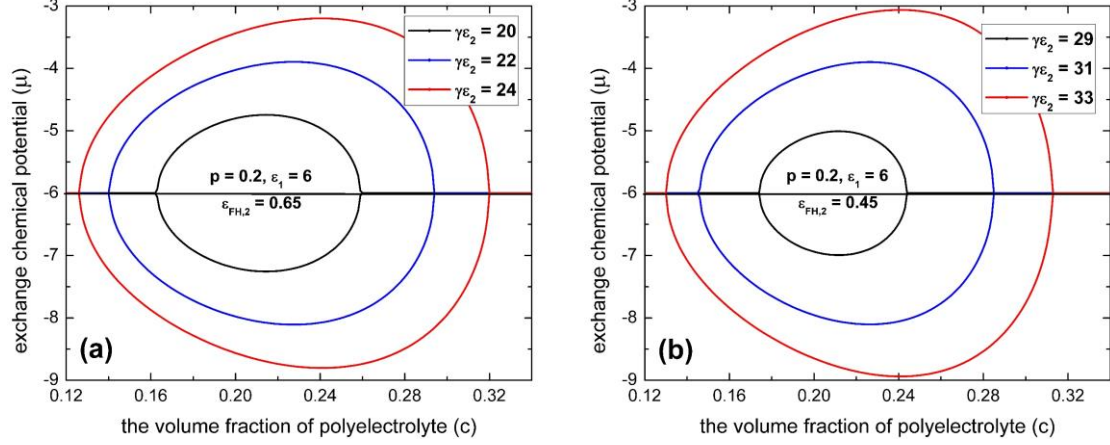 -3
-4
-5
-6
-7
-8
-9
exchange chemical potential (μ)
γε₂ = 20
γε₂ = 22
γε₂ = 24
p = 0.2, ε₁ = 6
ε_FH,2 = 0.65
(a)
0.12 0.16 0.20 0.24 0.28 0.32
the volume fraction of polyelectrolyte (c)
-3
-4
-5
-6
-7
-8
-9
exchange chemical potential (μ)
γε₂ = 29
γε₂ = 31
γε₂ = 33
p = 0.2, ε₁ = 6
ε_FH,2 = 0.45
(b)
0.12 0.16 0.20 0.24 0.28 0.32
the volume fraction of polyelectrolyte (c)